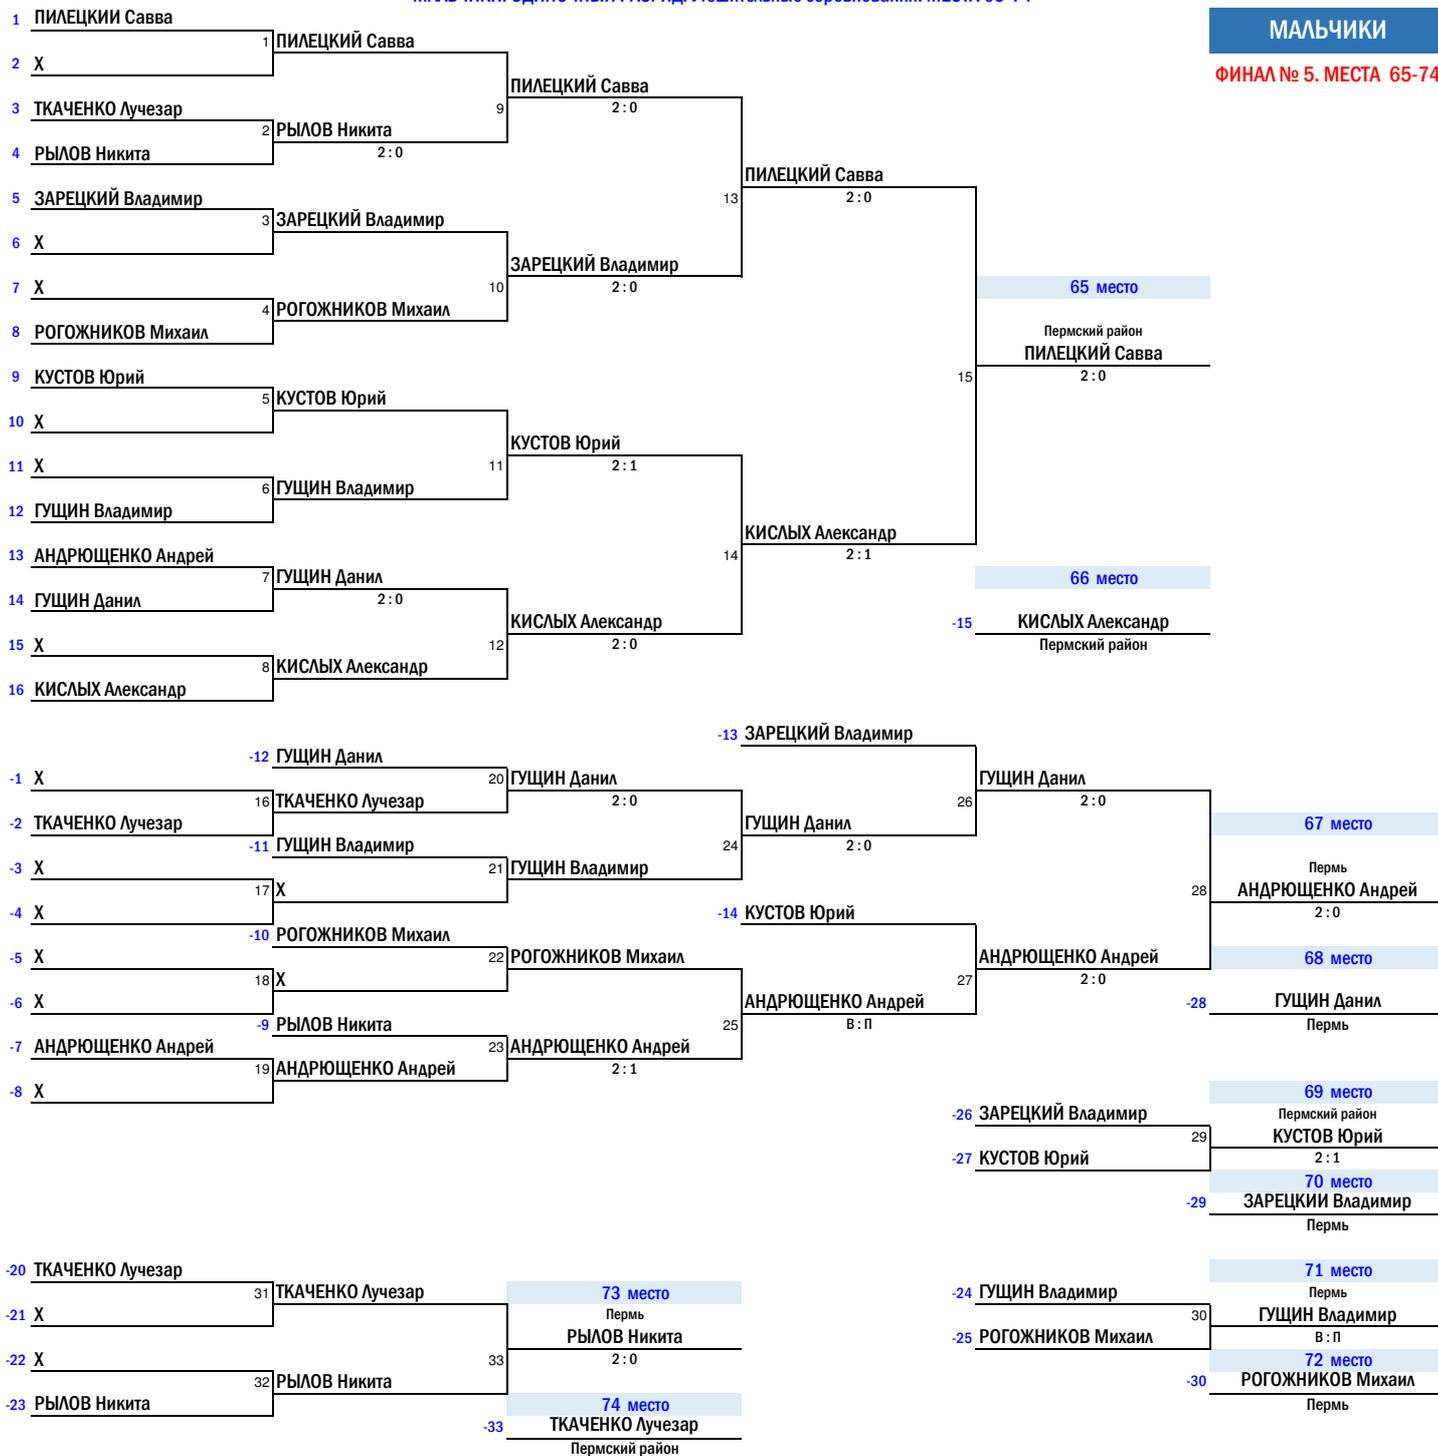 МАЛЬЧИКИ
ФИНАЛ № 5. МЕСТА 65-74
1 ПИЛЕЦКИЙ Савва
1 ПИЛЕЦКИЙ Савва
2 X
ПИЛЕЦКИЙ Савва
2 : 0
3 ТКАЧЕНКО Лучезар
9
2 РЫЛОВ Никита
2 : 0
4 РЫЛОВ Никита
ПИЛЕЦКИЙ Савва
2 : 0
5 ЗАРЕЦКИЙ Владимир
13
3 ЗАРЕЦКИЙ Владимир
6 X
ЗАРЕЦКИЙ Владимир
2 : 0
7 X
10
65 место
4 РОГОЖНИКОВ Михаил
8 РОГОЖНИКОВ Михаил
Пермский район
ПИЛЕЦКИЙ Савва
2 : 0
9 КУСТОВ Юрий
15
5 КУСТОВ Юрий
10 X
КУСТОВ Юрий
2 : 1
11 X
11
6 ГУЩИН Владимир
12 ГУЩИН Владимир
КИСЛЫХ Александр
2 : 1
13 АНДРЮЩЕНКО Андрей
14
7 ГУЩИН Данил
2 : 0
66 место
14 ГУЩИН Данил
КИСЛЫХ Александр
2 : 0
-15 КИСЛЫХ Александр
Пермский район
15 X
12
8 КИСЛЫХ Александр
16 КИСЛЫХ Александр
-13 ЗАРЕЦКИЙ Владимир
-12 ГУЩИН Данил
-1 X
20 ГУЩИН Данил
2 : 0
ГУЩИН Данил
2 : 0
16 ТКАЧЕНКО Лучезар
26
-2 ТКАЧЕНКО Лучезар
ГУЩИН Данил
2 : 0
67 место
-11 ГУЩИН Владимир
24
-3 X
21 ГУЩИН Владимир
Пермь
17 X
28 АНДРЮЩЕНКО Андрей
2 : 0
-4 X
-14 КУСТОВ Юрий
-10 РОГОЖНИКОВ Михаил
-5 X
22 РОГОЖНИКОВ Михаил
АНДРЮЩЕНКО Андрей
2 : 0
68 место
18 X
27
-6 X
АНДРЮЩЕНКО Андрей
В : П
-28 ГУЩИН Данил
Пермь
-9 РЫЛОВ Никита
25
-7 АНДРЮЩЕНКО Андрей
23 АНДРЮЩЕНКО Андрей
2 : 1
19 АНДРЮЩЕНКО Андрей
-8 X
69 место
-26 ЗАРЕЦКИЙ Владимир
Пермский район
29 КУСТОВ Юрий
2 : 1
-27 КУСТОВ Юрий
70 место
-29 ЗАРЕЦКИЙ Владимир
Пермь
-20 ТКАЧЕНКО Лучезар
31 ТКАЧЕНКО Лучезар
-21 X
73 место
Пермь
РЫЛОВ Никита
2 : 0
-22 X
33
32 РЫЛОВ Никита
-23 РЫЛОВ Никита
74 место
-33 ТКАЧЕНКО Лучезар
Пермский район
71 место
-24 ГУЩИН Владимир
Пермь
30 ГУЩИН Владимир
В : П
-25 РОГОЖНИКОВ Михаил
72 место
-30 РОГОЖНИКОВ Михаил
Пермь